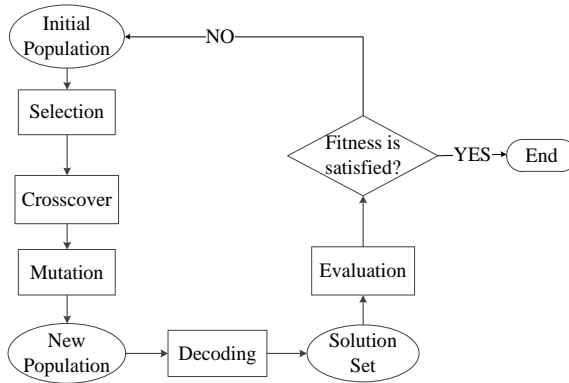 Initial
Population
NO
Selection
Crosscover
Mutation
New
Population
Decoding
Solution
Set
Evaluation
Fitness is
satisfied?
YES
End